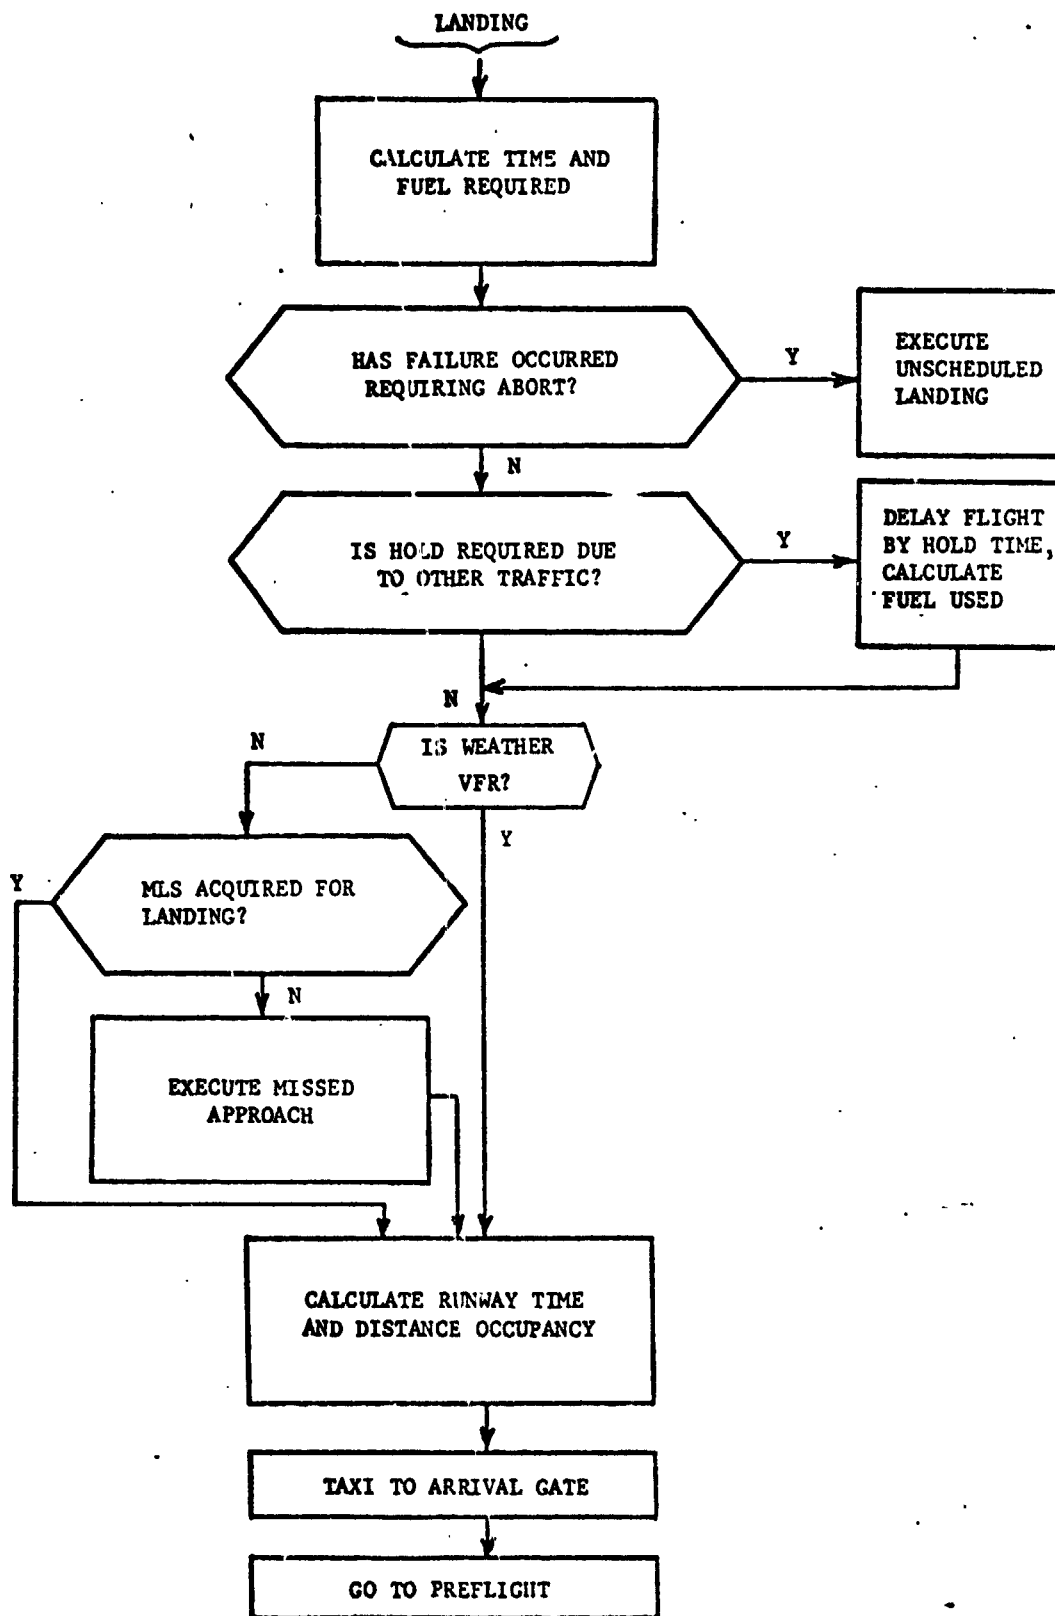 LANDING
CALCULATE TIME AND
FUEL REQUIRED
HAS FAILURE OCCURRED
REQUIRING ABORT?
Y
EXECUTE
UNSCHEDULED
LANDING
N
IS HOLD REQUIRED DUE
TO OTHER TRAFFIC?
Y
DELAY FLIGHT
BY HOLD TIME,
CALCULATE
FUEL USED
N
IS WEATHER
VFR?
N
Y
MLS ACQUIRED FOR
LANDING?
Y
N
EXECUTE MISSED
APPROACH
CALCULATE RUNWAY TIME
AND DISTANCE OCCUPANCY
TAXI TO ARRIVAL GATE
GO TO PREFLIGHT